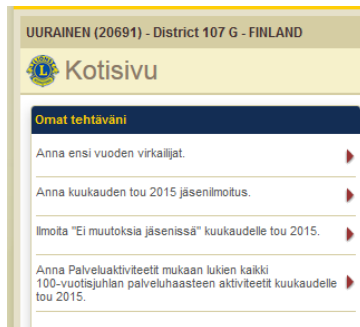 UURAINEN (20691) - District 107 G - FINLAND
Kotisivu
Omat tehtäväni
Anna ensi vuoden virkailijat.
Anna kuukauden tou 2015 jäsenilmoitus.
Ilmoita "Ei muutoksia jäsenissä" kuukaudelle tou 2015.
Anna Palveluaktiviteetit mukaan lukien kaikki
100-vuotisjuhlan palveluhaasteen aktiviteetit kuukaudelle
tou 2015.